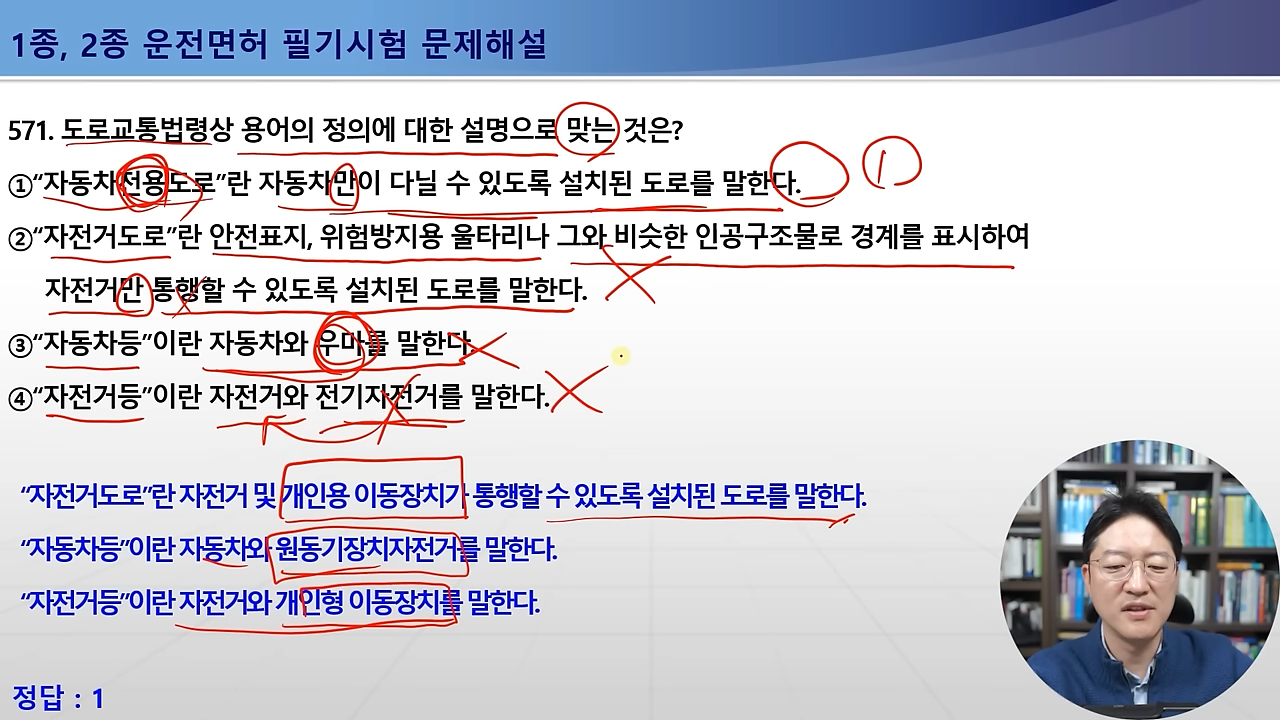 1종, 2종 운전면허 필기시험 문제해설
571. 도로교통법령상 용어의 정의에 대한 설명으로 맞는 것은?
①“자동차전용도로”란 자동차만이 다닐 수 있도록 설치된 도로를 말한다.
①
②“자전거도로”란 안전표지, 위험방지용 울타리나 그와 비슷한 인공구조물로 경계를 표시하여
자전거만 통행할 수 있도록 설치된 도로를 말한다.
③“자동차등”이란 자동차와 우마를 말한다.
④“자전거등”이란 자전거와 전기자전거를 말한다.
“자전거도로”란 자전거 및 개인용 이동장치가 통행할 수 있도록 설치된 도로를 말한다.
“자동차등”이란 자동차와 원동기장치자전거를 말한다.
“자전거등”이란 자전거와 개인형 이동장치를 말한다.
정답 : 1